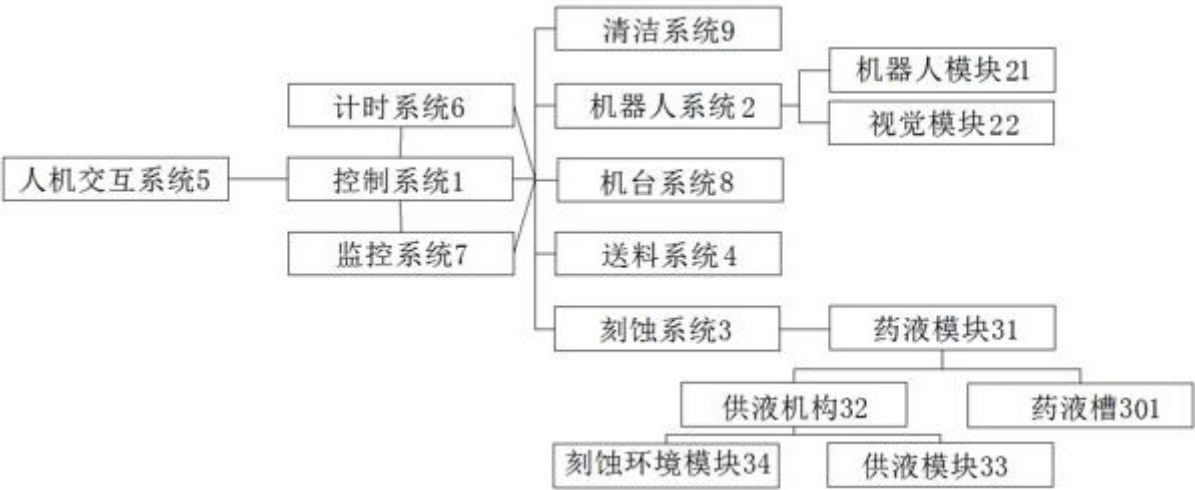 清洁系统9
机器人模块21
计时系统6
机器人系统2
视觉模块22
人机交互系统5
控制系统1
机台系统8
监控系统7
送料系统4
刻蚀系统3
药液模块31
供液机构32
药液槽301
刻蚀环境模块34
供液模块33